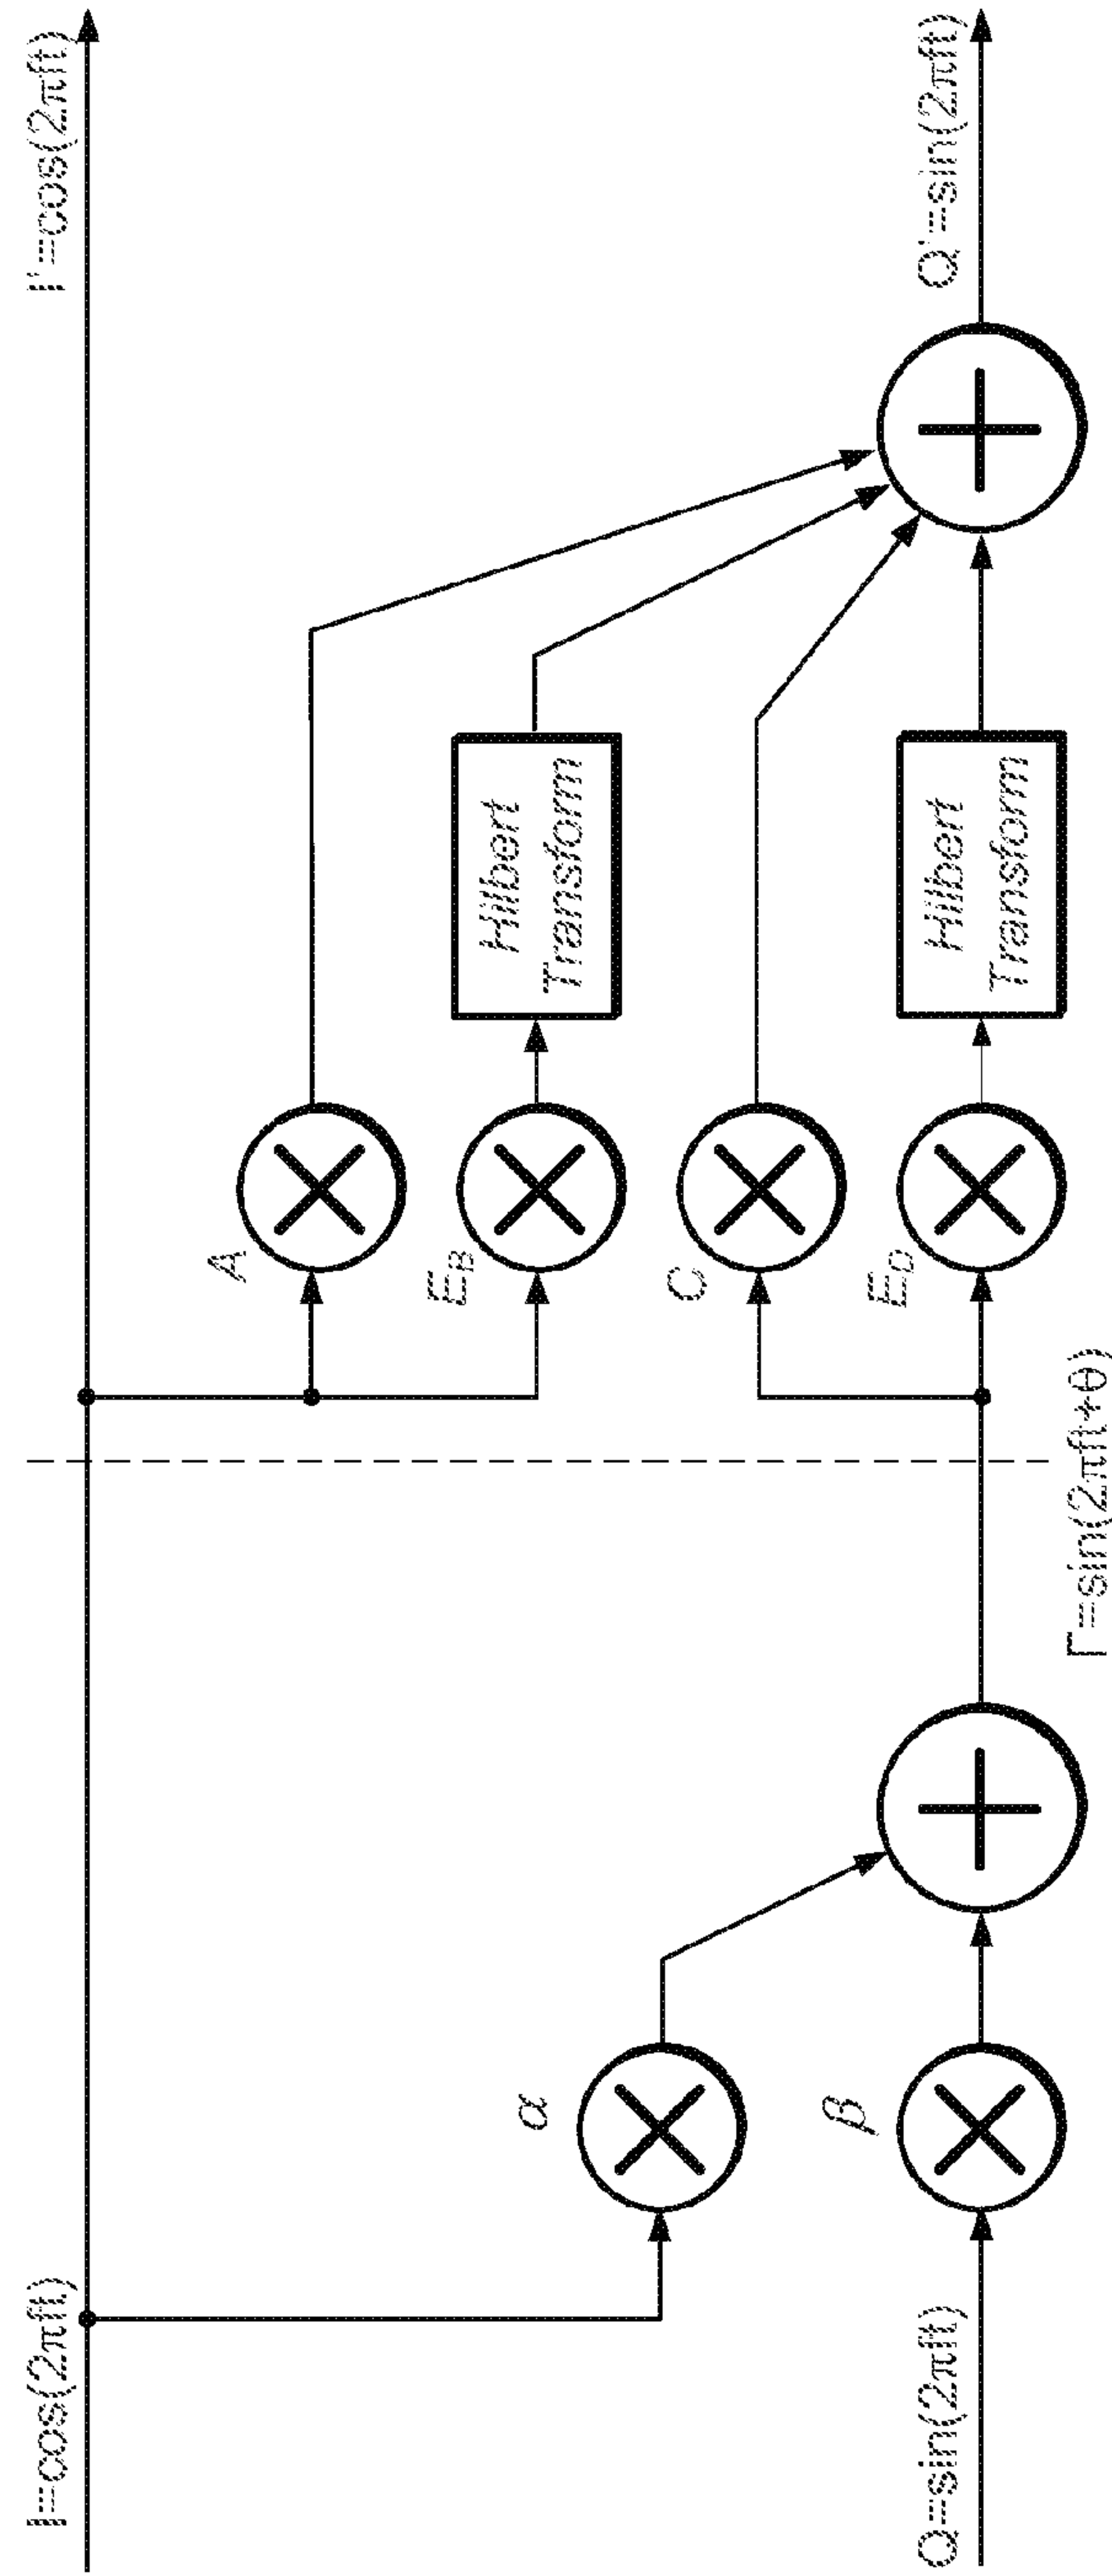 I=cos(2πft)
I'=cos(2πft)
α
β
Q=sin(2πft)
Γ=sin(2πft+θ)
A
E_B
C
E_D
Hilbert
Transform
Hilbert
Transform
Q'=sin(2πft)